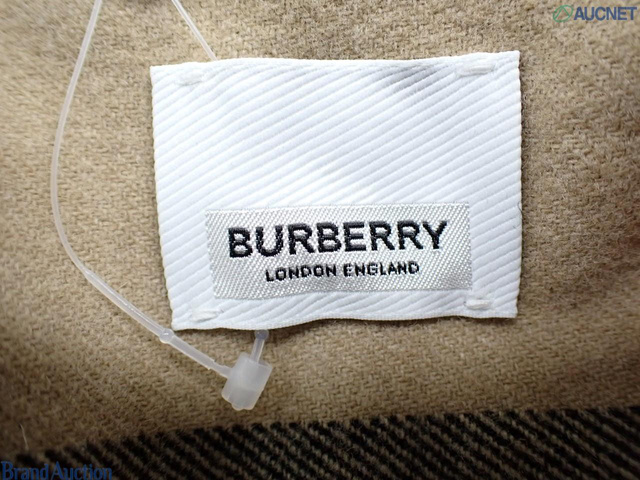 AUCNET
BURBERRY
LONDON ENGLAND
Brand Auction